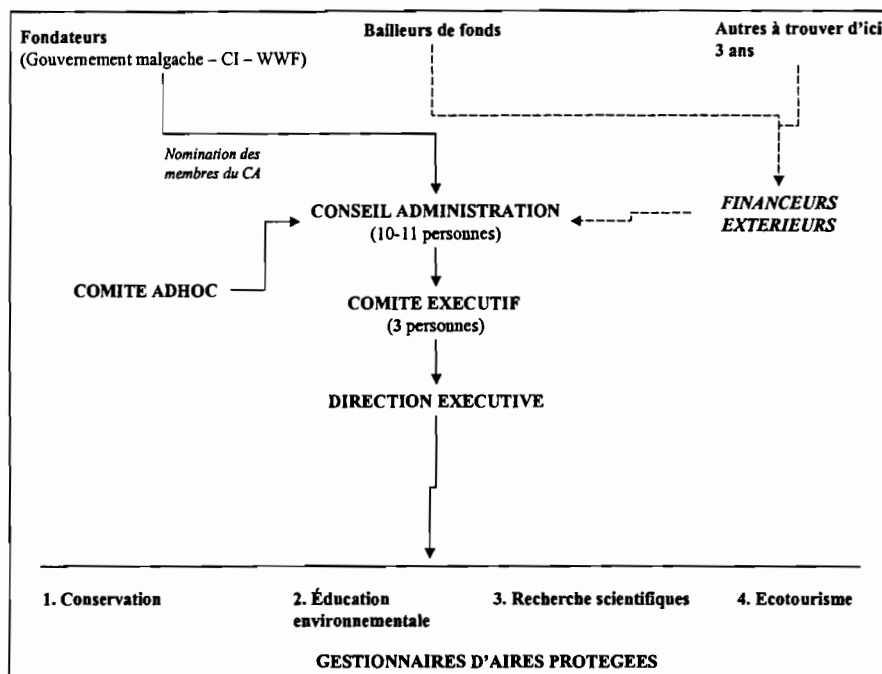 Fondateurs
(Gouvernement malgache – CI – WWF)
Bailleurs de fonds
Autres à trouver d'ici
3 ans
Nomination des
membres du CA
CONSEIL ADMINISTRATION
(10-11 personnes)
FINANCEURS
EXTERIEURS
COMITE ADHOC
COMITE EXECUTIF
(3 personnes)
DIRECTION EXECUTIVE
1. Conservation
2. Éducation
environnementale
3. Recherche scientifiques
4. Ecotourisme
GESTIONNAIRES D'AIRES PROTEGEES